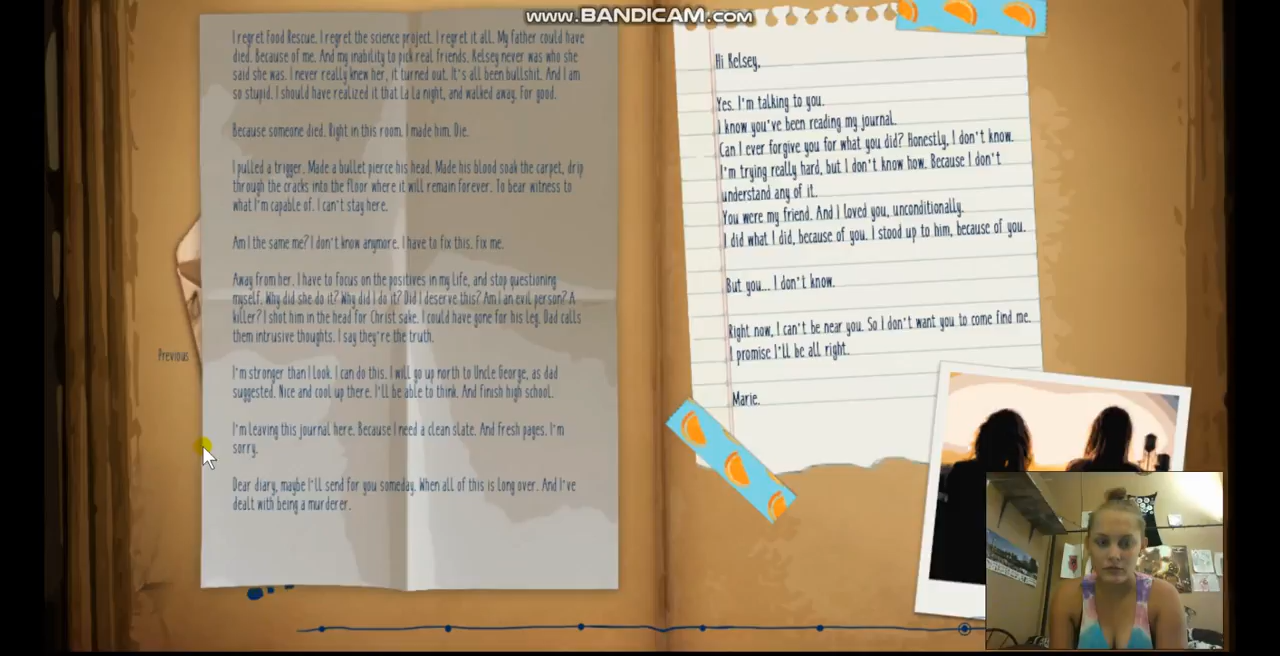 www.BANDICAM.com
I regret Food Rescue. I regret the science project. I regret it all. My father could have
died. Because of me. And my inability to pick real friends. Kelsey never was who she
said she was. I never really knew her, it turned out. It's all been bullshit. And I am
so stupid. I should have realized it that La La night, and walked away. For good.
Because someone died. Right in this room. I made him. Die.
I pulled a trigger. Made a bullet pierce his head. Made his blood soak the carpet, drip
through the cracks into the floor where it will remain forever. To bear witness to
what I'm capable of. I can't stay here.
Am I the same me? I don't know anymore. I have to fix this. Fix me.
Away from her. I have to focus on the positives in my life, and stop questioning
myself. Why did she do it? Why did I do it? Did I deserve this? Am I an evil person? A
killer? I shot him in the head for Christ sake. I could have gone for his leg. Dad calls
them intrusive thoughts. I say they're the truth.
I'm stronger than I look. I can do this. I will go up north to Uncle George, as dad
suggested. Nice and cool up there. I'll be able to think. And finish high school.
I'm leaving this journal here. Because I need a clean slate. And fresh pages. I'm
sorry.
Dear diary, maybe I'll send for you someday. When all of this is long over. And I've
dealt with being a murderer.
Previous
Hi Kelsey,
Yes. I'm talking to you.
I know you've been reading my journal.
Can I ever forgive you for what you did? Honestly, I don't know.
I'm trying really hard, but I don't know how. Because I don't
understand any of it.
You were my friend. And I loved you, unconditionally.
I did what I did, because of you. I stood up to him, because of you.
But you... I don't know.
Right now, I can't be near you. So I don't want you to come find me.
I promise I'll be all right.
Marie.